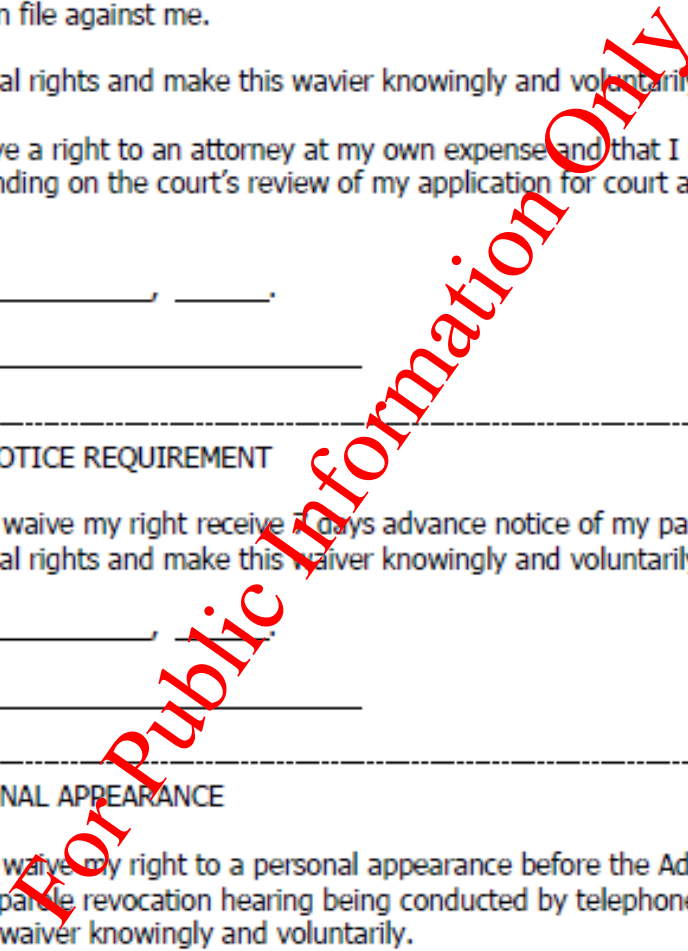 n file against me.
al rights and make this wavier knowingly and voluntarily
ve a right to an attorney at my own expense and that I
nding on the court's review of my application for court a
_____________, ________.
OTICE REQUIREMENT
waive my right receive 7 days advance notice of my pa
al rights and make this waiver knowingly and voluntarily
_____________, ________.
NAL APPEARANCE
waive my right to a personal appearance before the Ad
parole revocation hearing being conducted by telephone
waiver knowingly and voluntarily.
For Public Information Only